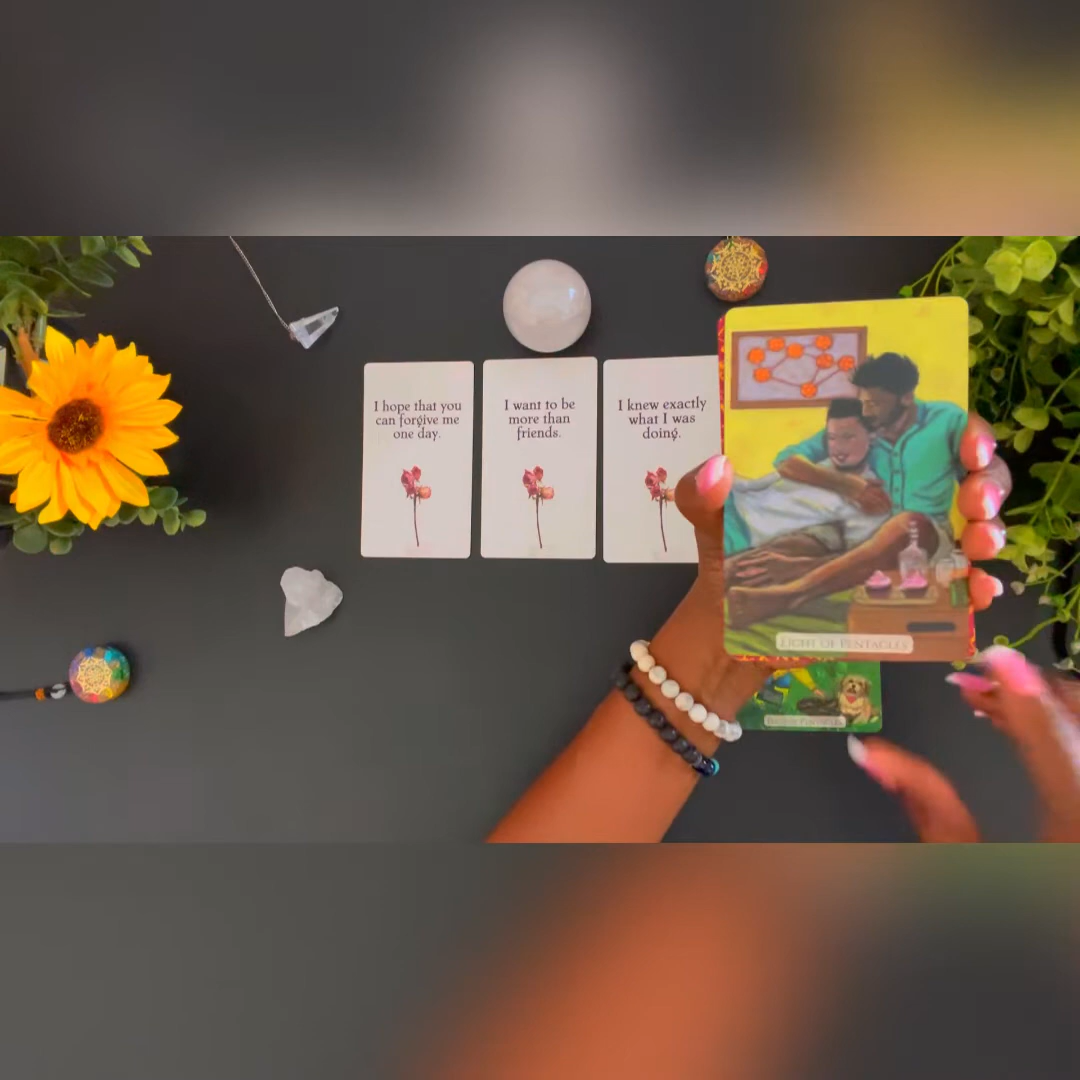 I hope that you
can forgive me
one day.
I want to be
more than
friends.
I knew exactly
what I was
doing.
EIGHT OF PENTACLES
PENTACLES